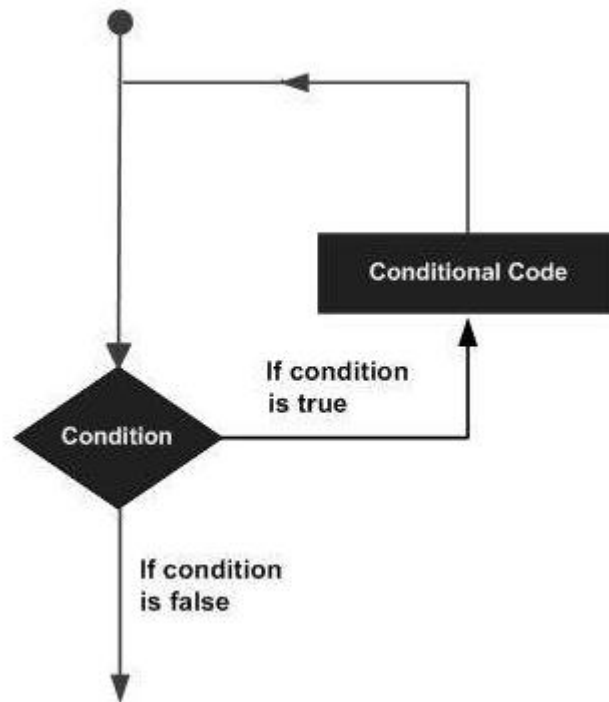 Conditional Code
If condition
is true
Condition
If condition
is false